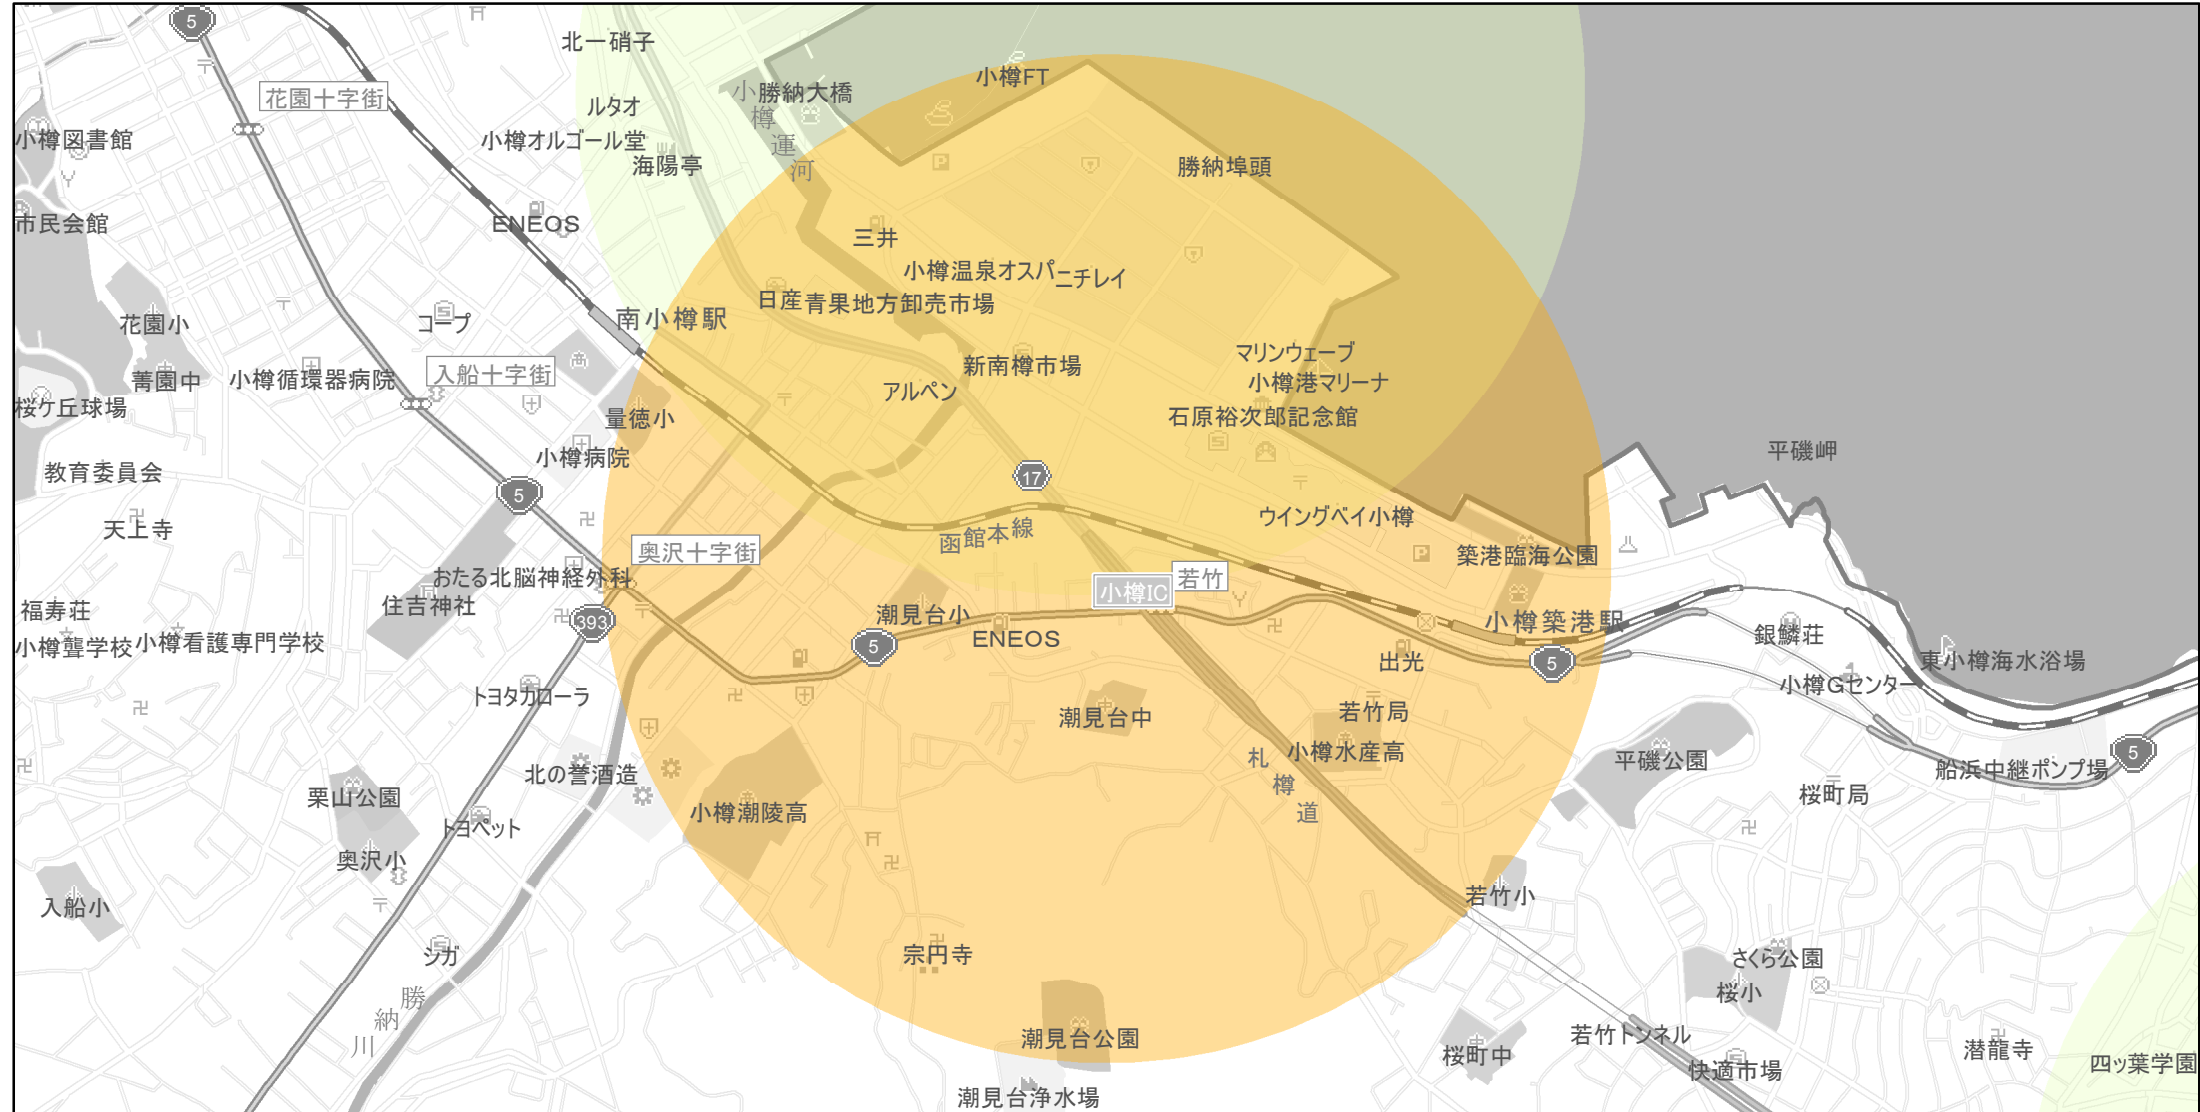 5
北一硝子
小樽FT
花園十字街
ルタオ
勝納大橋
小樽運河
小樽図書館
小樽オルゴール堂
海陽亭
勝納埠頭
市民会館
ENEOS
三井
小樽温泉オスパ
ニチレイ
日産
青果地方卸売市場
花園小
コープ
南小樽駅
菁園中
小樽循環器病院
入船十字街
新南樽市場
マリンウェーブ
小樽港マリーナ
アルペン
桜ケ丘球場
量徳小
石原裕次郎記念館
教育委員会
小樽病院
平磯岬
5
17
天上寺
函館本線
ウイングベイ小樽
奥沢十字街
築港臨海公園
おたる北脳神経外科
小樽IC
若竹
福寿荘
住吉神社
393
潮見台小
小樽築港駅
小樽聾学校
小樽看護専門学校
5
ENEOS
出光
5
銀鱗荘
東小樽海水浴場
トヨタカローラ
小樽Gセンター
潮見台中
若竹局
札樽道
小樽水産高
5
北の誉酒造
平磯公園
船浜中継ポンプ場
栗山公園
小樽潮陵高
桜町局
トヨペット
奥沢小
入船小
若竹小
シガ
宗円寺
さくら公園
桜小
勝納川
潮見台公園
桜町中
若竹トンネル
快適市場
潜龍寺
四ッ葉学園
潮見台浄水場